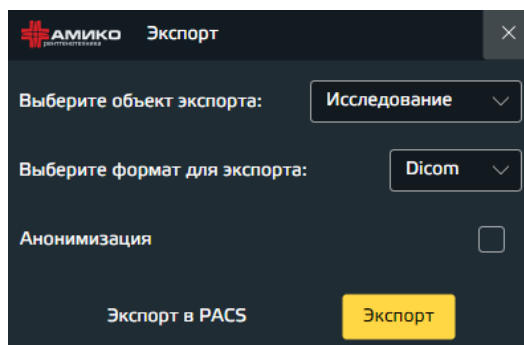 АМИКО
РЕНТГЕНОТЕХНИКА
Экспорт
Выберите объект экспорта:
Исследование
Выберите формат для экспорта:
Dicom
Анонимизация
Экспорт в PACS
Экспорт